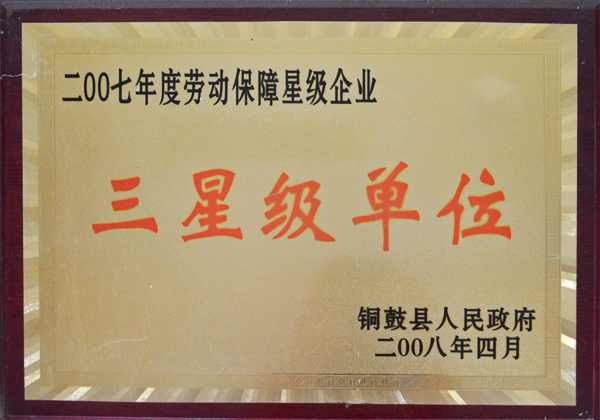 二00七年度劳动保障星级企业
三星级单位
铜鼓县人民政府
二00八年四月